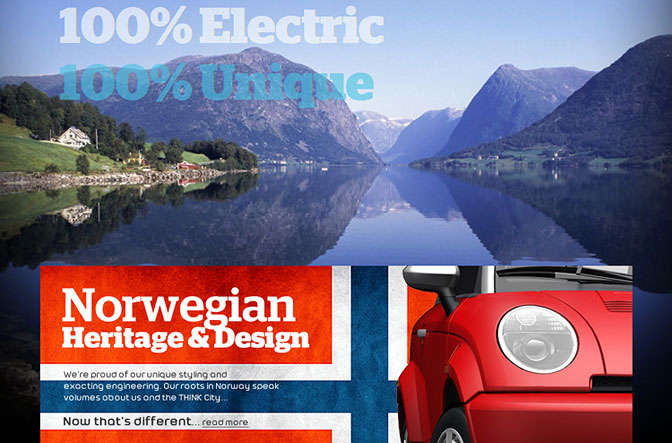 100% Electric
100% Unique
Norwegian
Heritage & Design
We're proud of our unique styling and
exacting engineering. Our roots in Norway speak
volumes about us and the THINK City...
Now that's different... read more